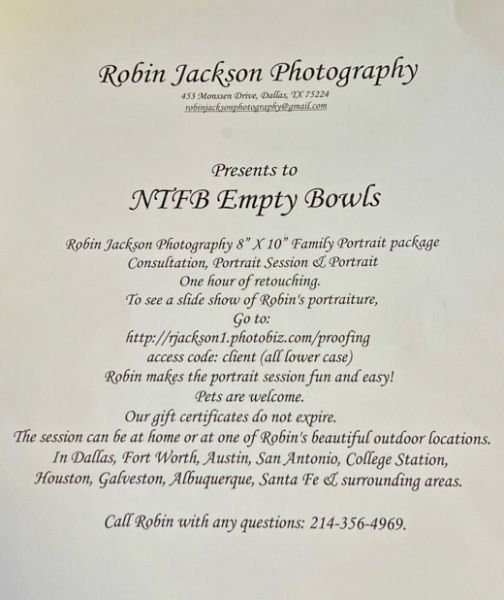 Robin Jackson Photography
453 Monssen Drive, Dallas, TX 75224
robinjacksonphotography@gmail.com
Presents to
NTFB Empty Bowls
Robin Jackson Photography 8" X 10" Family Portrait package
Consultation, Portrait Session & Portrait
One hour of retouching.
To see a slide show of Robin's portraiture,
Go to:
http://rjackson1.photobiz.com/proofing
access code: client (all lower case)
Robin makes the portrait session fun and easy!
Pets are welcome.
Our gift certificates do not expire.
The session can be at home or at one of Robin's beautiful outdoor locations.
In Dallas, Fort Worth, Austin, San Antonio, College Station,
Houston, Galveston, Albuquerque, Santa Fe & surrounding areas.
Call Robin with any questions: 214-356-4969.